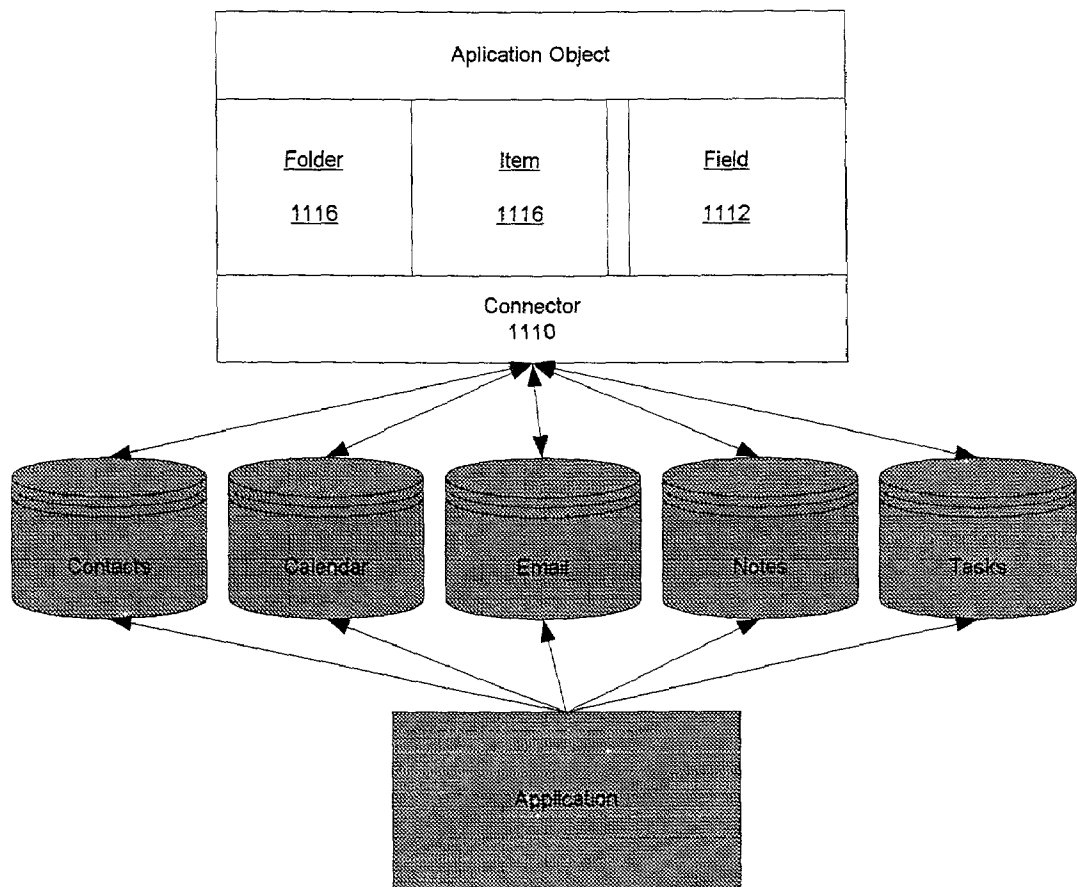 Aplication Object
Folder
Item
Field
1116
1116
1112
Connector
1110
Contacts
Calendar
Email
Notes
Tasks
Application